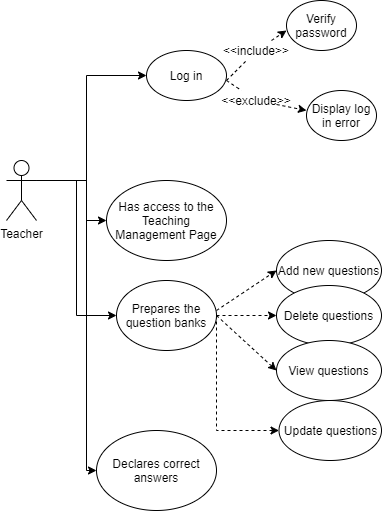 Verify
password
<<include>>
Log in
<<exclude>>
Display log
in error
Has access to the
Teaching
Management Page
Teacher
Add new questions
Prepares the
question banks
Delete questions
View questions
Update questions
Declares correct
answers